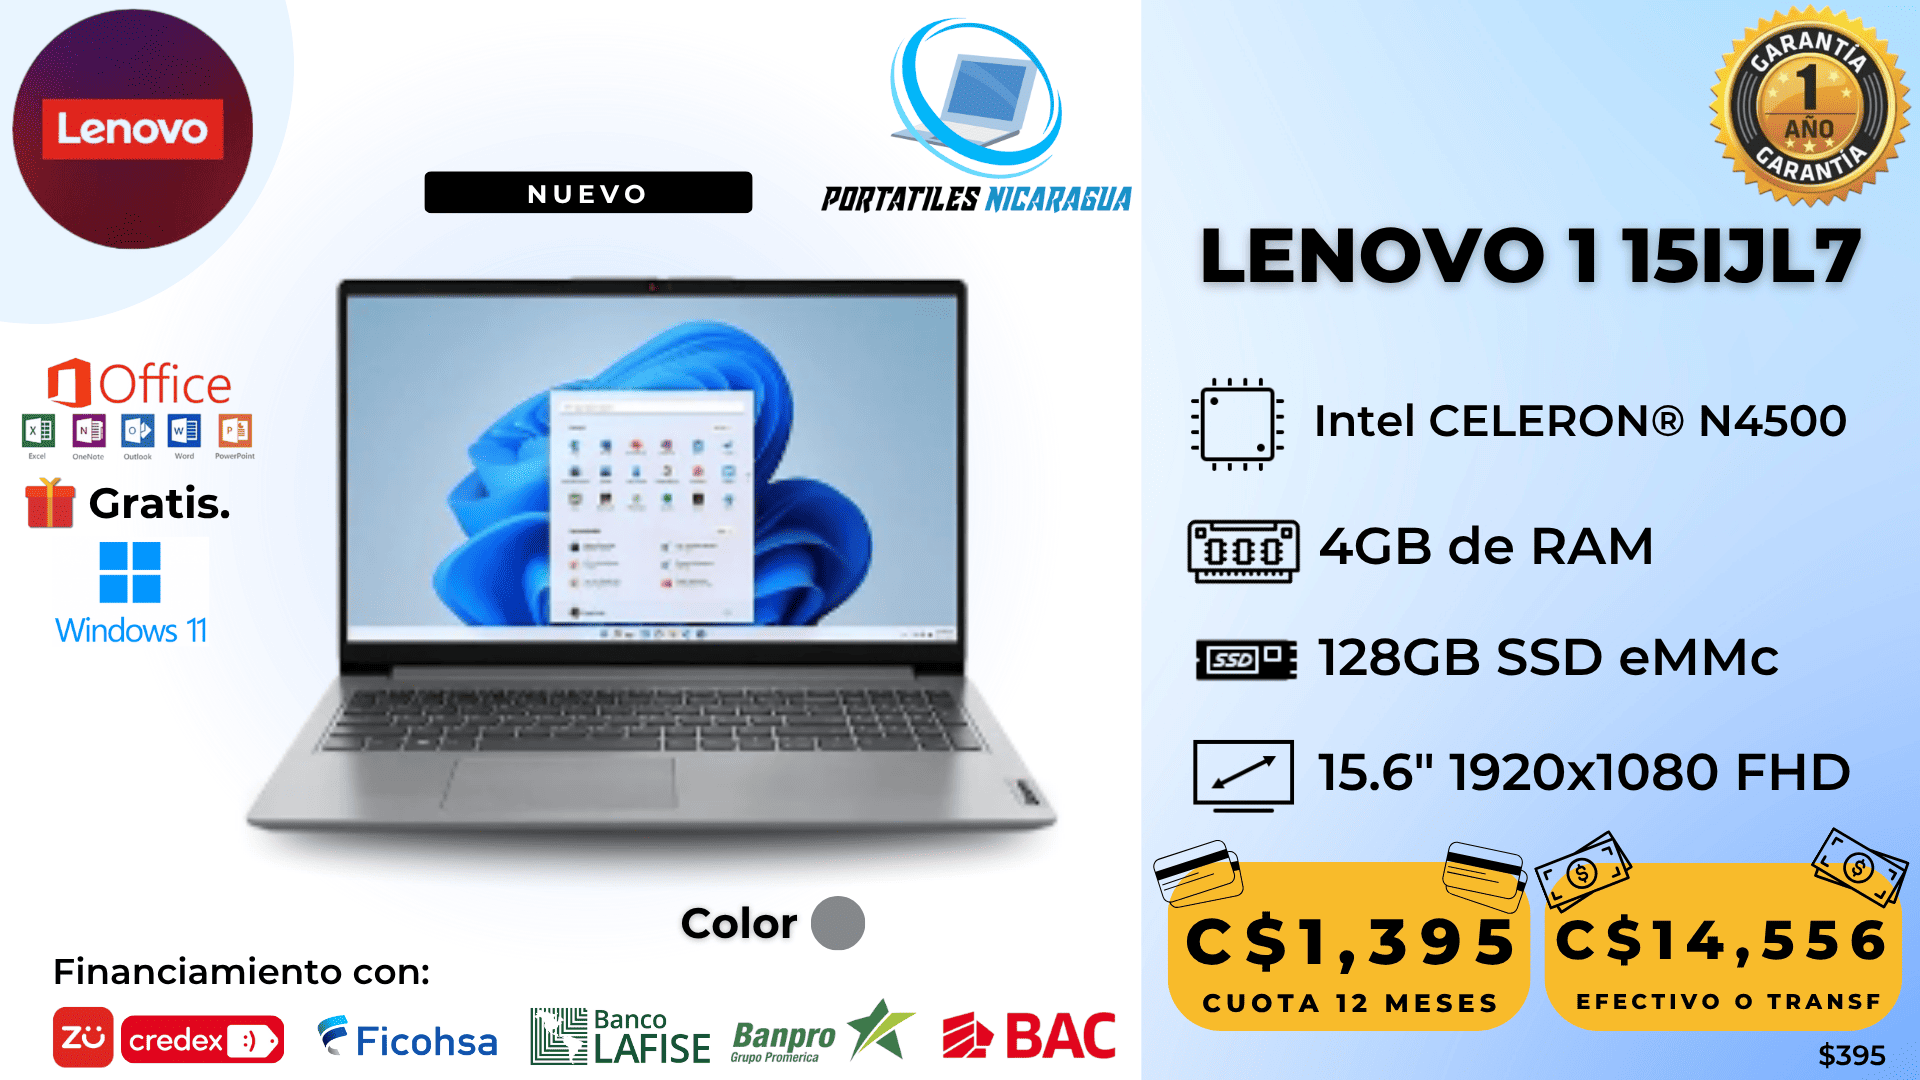 Lenovo
NUEVO
PORTATILES NICARAGUA
GARANTÍA
1
AÑO
GARANTÍA
LENOVO 1 15IJL7
Office
Excel
OneNote
Outlook
Word
PowerPoint
Gratis.
Windows 11
Intel CELERON® N4500
4GB de RAM
SSD
128GB SSD eMMc
15.6" 1920x1080 FHD
Color
C$1,395
CUOTA 12 MESES
C$14,556
EFECTIVO O TRANSF
$395
Financiamiento con:
ZU
credex :)
Ficohsa
Banco
LAFISE
Banpro
Grupo Promerica
BAC